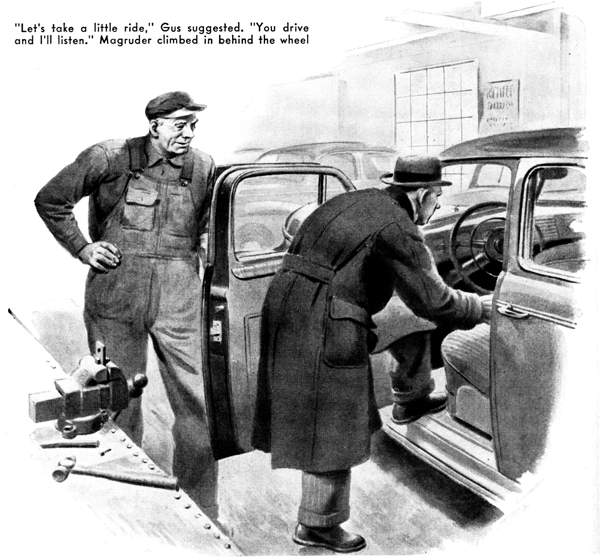 "Let's take a little ride," Gus suggested. "You drive
and I'll listen." Magruder climbed in behind the wheel